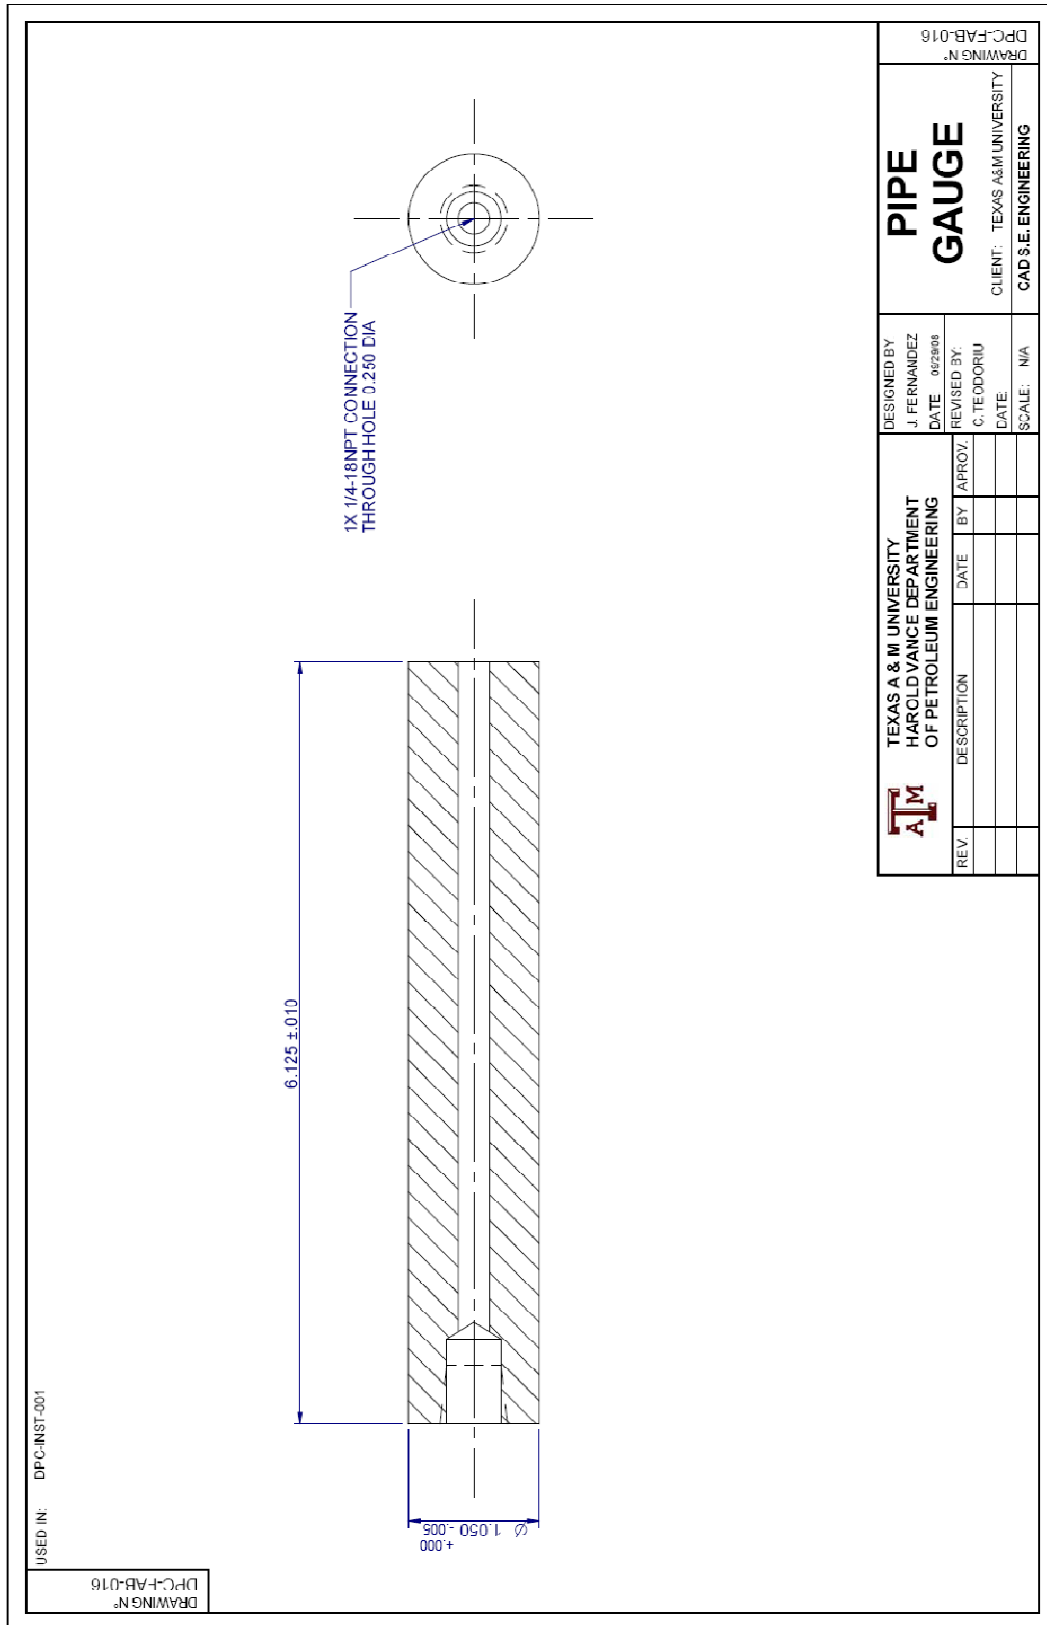 DRAWING N°
DPC-FAB-016
USED IN: DPC-INST-001
6.125 ±.010
+.000
Ø 1.050 -.005
1X 1/4-18NPT CONNECTION
THROUGH HOLE 0.250 DIA
TEXAS A & M UNIVERSITY
HAROLD VANCE DEPARTMENT
OF PETROLEUM ENGINEERING
A T M
REV. DESCRIPTION DATE BY APROV.
DESIGNED BY
J. FERNANDEZ
DATE 09/29/08
REVISED BY:
C.TEODORIU
DATE:
SCALE: N/A
PIPE
GAUGE
CLIENT: TEXAS A&M UNIVERSITY
CAD S.E. ENGINEERING
DRAWING N°
DPC-FAB-016